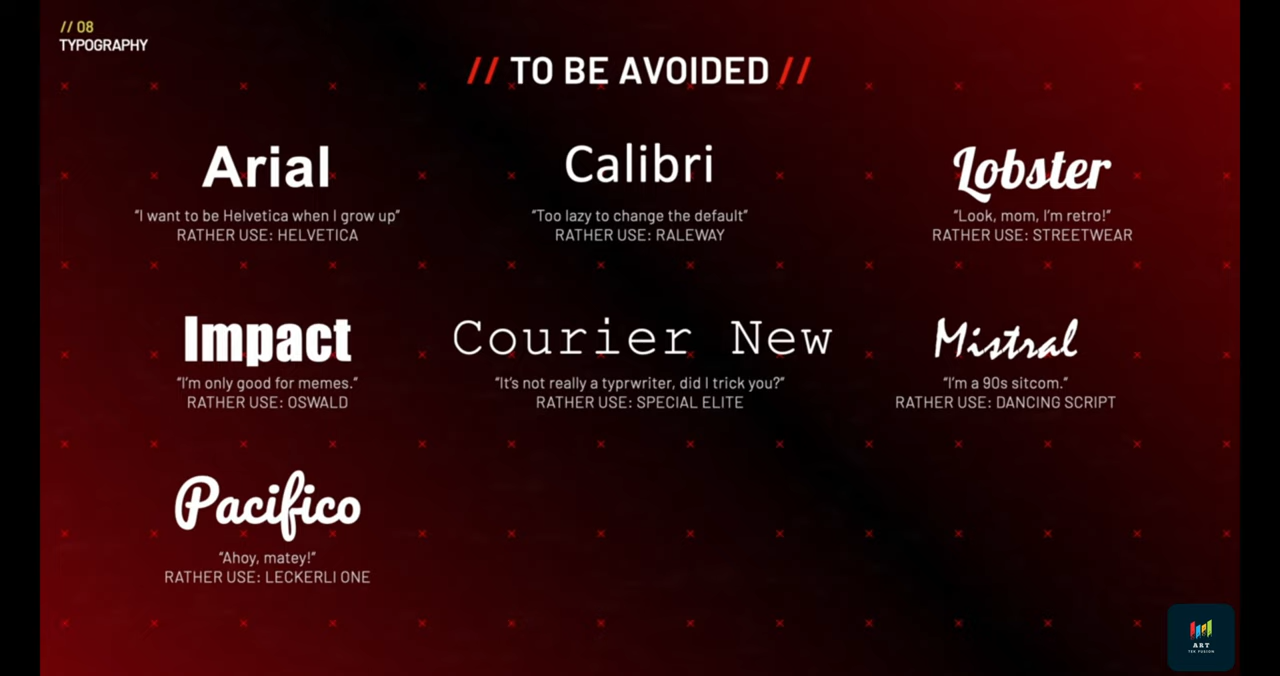 // 08
TYPOGRAPHY
// TO BE AVOIDED //
Arial
"I want to be Helvetica when I grow up"
RATHER USE: HELVETICA
Calibri
"Too lazy to change the default"
RATHER USE: RALEWAY
Lobster
"Look, mom, I'm retro!"
RATHER USE: STREETWEAR
Impact
"I'm only good for memes."
RATHER USE: OSWALD
Courier New
"It's not really a typrwriter, did I trick you?"
RATHER USE: SPECIAL ELITE
Mistral
"I'm a 90s sitcom."
RATHER USE: DANCING SCRIPT
Pacifico
"Ahoy, matey!"
RATHER USE: LECKERLI ONE
ART
TEK FUSION